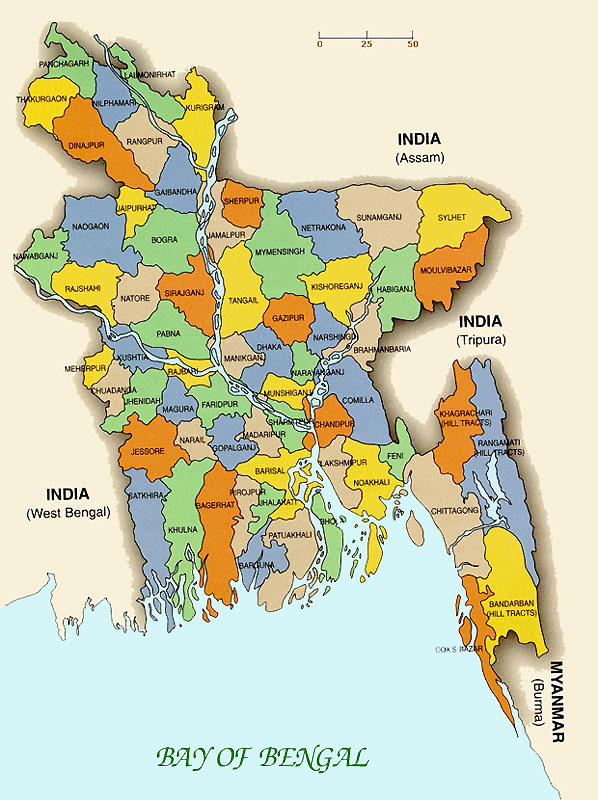 0 25 50
PANCHAGARH
LALMONIRHAT
THAKURGAON
NILPHAMARI
KURIGRAM
DINAJPUR
RANGPUR
INDIA
(Assam)
GAIBANDHA
SHERPUR
JAIPURHAT
NAOGAON
BOGRA
JAMALPUR
MYMENSINGH
NETRAKONA
SUNAMGANJ
SYLHET
NAWABGANJ
RAJSHAHI
NATORE
SIRAJGANJ
TANGAIL
KISHOREGANJ
HABIGANJ
MOULVIBAZAR
GAZIPUR
PABNA
DHAKA
NARSHINGDI
BRAHMANBARIA
INDIA
(Tripura)
MEHERPUR
KUSHTIA
RAJBARI
MANIKGANJ
NARAYANGANJ
CHUADANGA
JHENIDAH
MAGURA
FARIDPUR
MUNSHIGANJ
COMILLA
SHARIATPUR
CHANDPUR
KHAGRACHARI
(HILL TRACTS)
JESSORE
NARAIL
GOPALGANJ
MADARIPUR
RANGAMATI
(HILL TRACTS)
FENI
LAKSHMIPUR
NOAKHALI
BARISAL
INDIA
(West Bengal)
SATKHIRA
KHULNA
BAGERHAT
PIROJPUR
JHALAKATI
BHOLA
CHITTAGONG
PATUAKHALI
BARGUNA
BANDARBAN
(HILL TRACTS)
COX S BAZAR
MYANMAR
(Burma)
BAY OF BENGAL